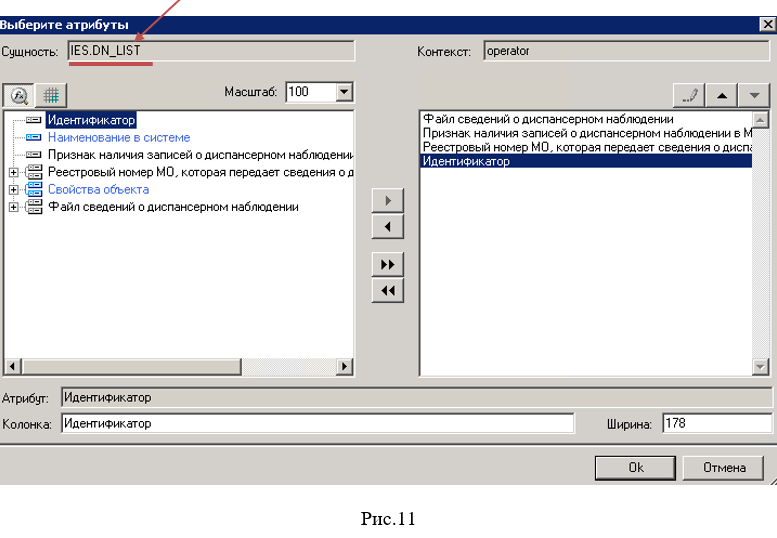 Выберите атрибуты
Сущность: IES.DN_LIST
Контекст: operator
Масштаб: 100
Идентификатор
Наименование в системе
Признак наличия записей о диспансерном наблюдении
Реестровый номер МО, которая передает сведения о д
Свойства объекта
Файл сведений о диспансерном наблюдении
Файл сведений о диспансерном наблюдении
Признак наличия записей о диспансерном наблюдении в М
Реестровый номер МО, которая передает сведения о диспа
Идентификатор
Атрибут: Идентификатор
Колонка: Идентификатор
Ширина: 178
Ok
Отмена
Рис.11